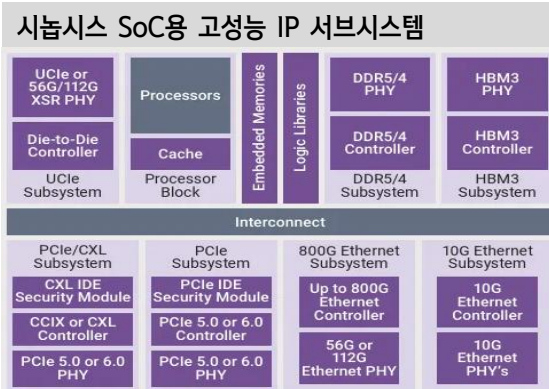 시놉시스 SoC용 고성능 IP 서브시스템
UCIe or
56G/112G
XSR PHY
Die-to-Die
Controller
UCIe
Subsystem
Processors
Cache
Processor
Block
Embedded Memories
Logic Libraries
DDR5/4
PHY
DDR5/4
Controller
DDR5/4
Subsystem
HBM3
PHY
HBM3
Controller
HBM3
Subsystem
Interconnect
PCIe/CXL
Subsystem
CXL IDE
Security Module
CCIX or CXL
Controller
PCIe 5.0 or 6.0
PHY
PCIe
Subsystem
PCIe IDE
Security Module
PCIe 5.0 or 6.0
Controller
PCIe 5.0 or 6.0
PHY
800G Ethernet
Subsystem
Up to 800G
Ethernet
Controller
56G or
112G
Ethernet PHY
10G Ethernet
Subsystem
10G
Ethernet
Controller
10G
Ethernet
PHY's